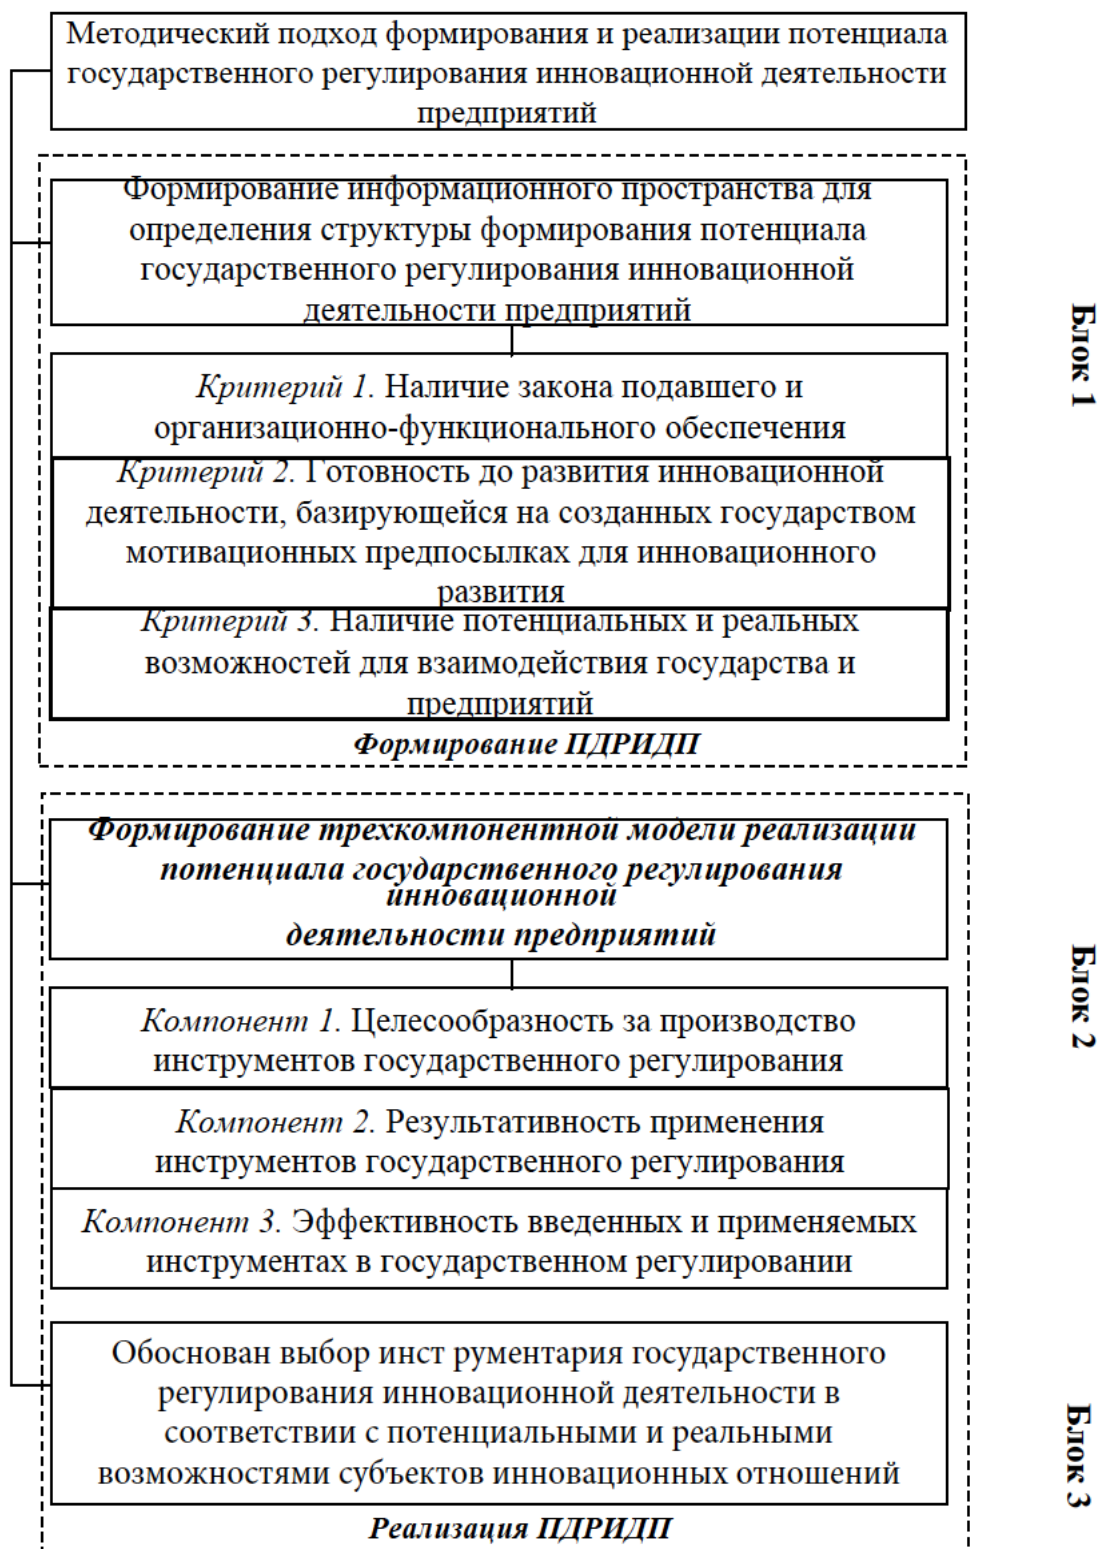 Методический подход формирования и реализации потенциала
государственного регулирования инновационной деятельности
предприятий
Формирование информационного пространства для
определения структуры формирования потенциала
государственного регулирования инновационной
деятельности предприятий
Критерий 1. Наличие закона подавшего и
организационно-функционального обеспечения
Критерий 2. Готовность до развития инновационной
деятельности, базирующейся на созданных государством
мотивационных предпосылках для инновационного
развития
Критерий 3. Наличие потенциальных и реальных
возможностей для взаимодействия государства и
предприятий
Формирование ПДРИДП
Блок 1
Формирование трехкомпонентной модели реализации
потенциала государственного регулирования
инновационной
деятельности предприятий
Компонент 1. Целесообразность за производство
инструментов государственного регулирования
Компонент 2. Результативность применения
инструментов государственного регулирования
Компонент 3. Эффективность введенных и применяемых
инструментах в государственном регулировании
Блок 2
Обоснован выбор инст рументария государственного
регулирования инновационной деятельности в
соответствии с потенциальными и реальными
возможностями субъектов инновационных отношений
Реализация ПДРИДП
Блок 3